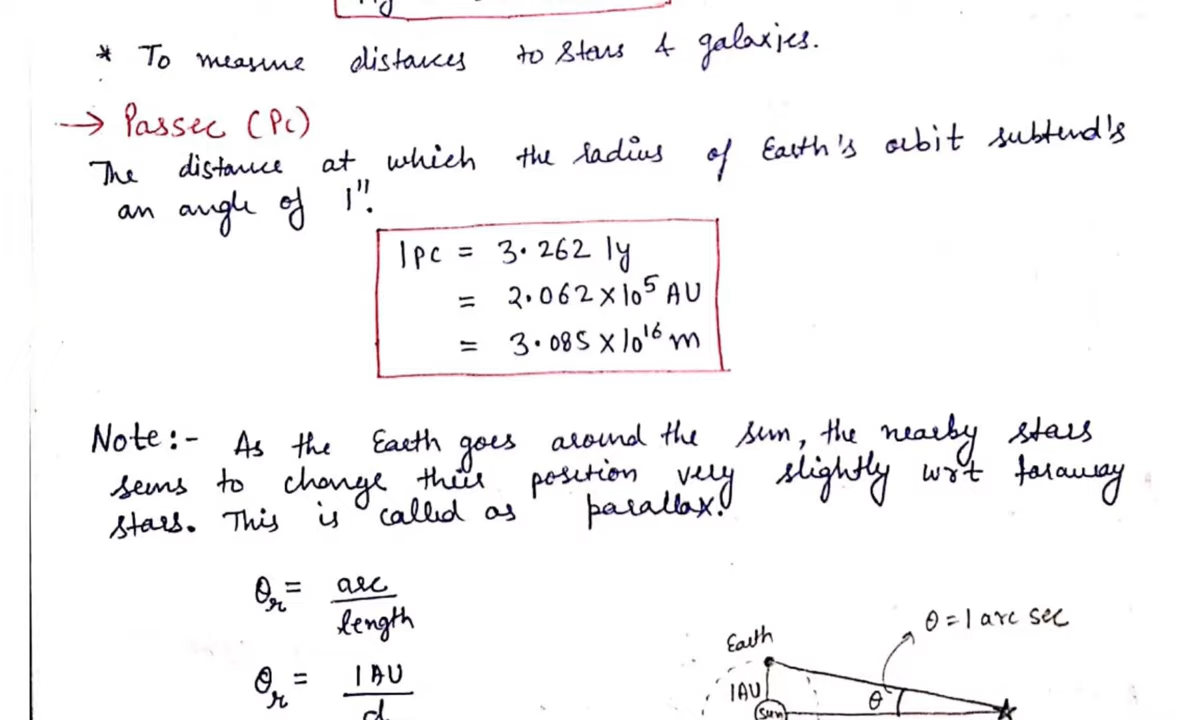 * To measure distances to stars & galaxies.
→ Parsec (Pc)
The distance at which the radius of Earth's orbit subtend's
an angle of 1".
1pc = 3.262 ly
= 2.062 × 10⁵ AU
= 3.085 × 10¹⁶ m
Note:- As the Earth goes around the sun, the nearby stars
seems to change their position very slightly wrt faraway
stars. This is called as parallax.
θr = arc
length
θr = 1AU
d
θ = 1 arc sec
Earth
1AU
θ
Sun